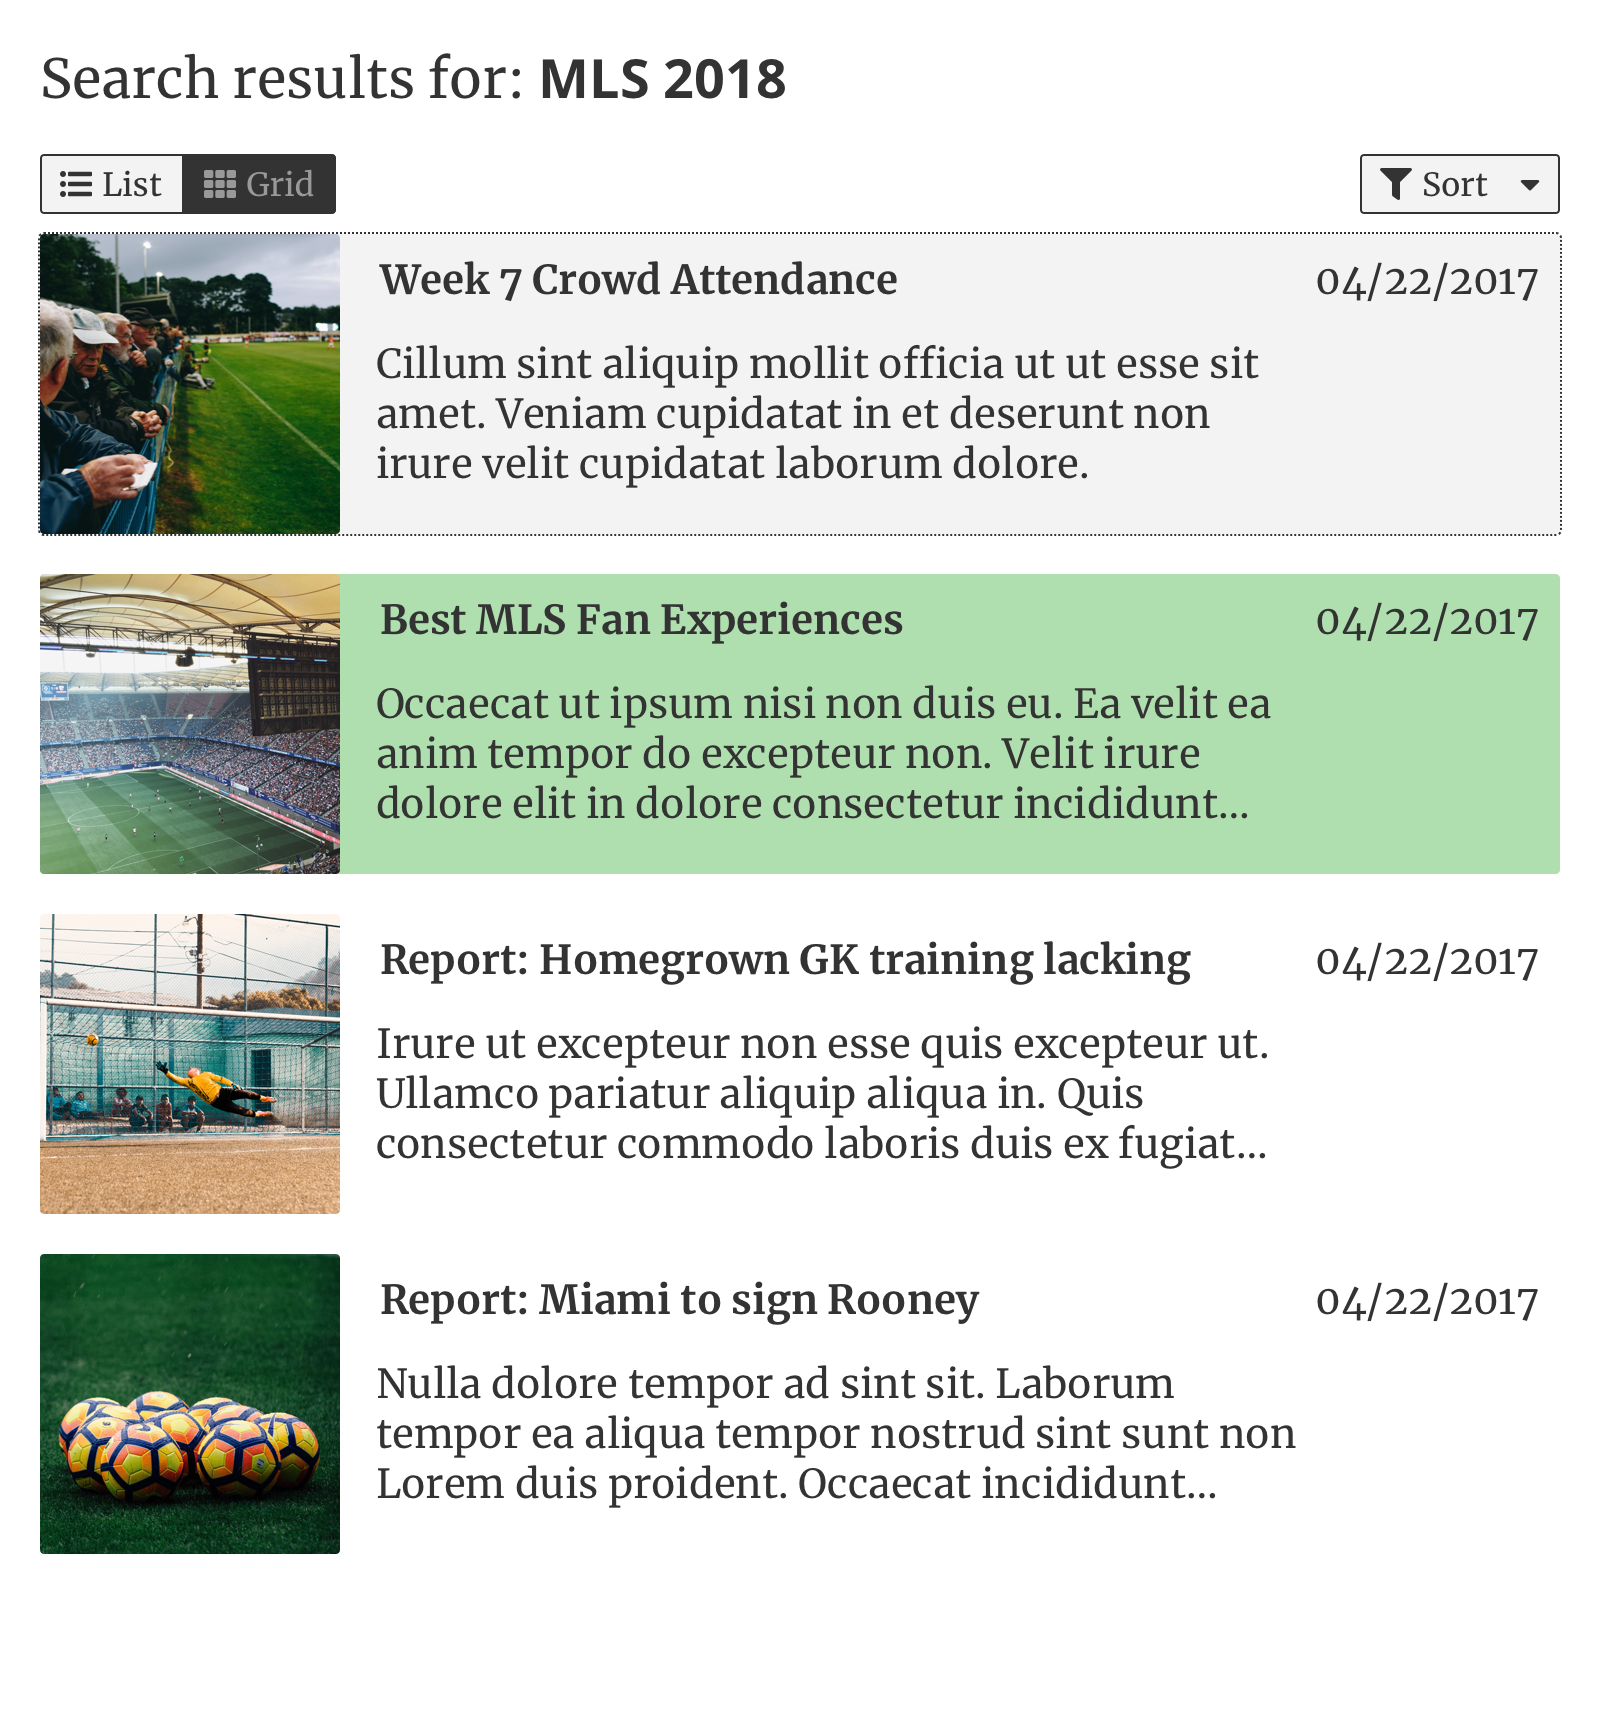 Search results for: MLS 2018
List Grid Sort
Week 7 Crowd Attendance 04/22/2017
Cillum sint aliquip mollit officia ut ut esse sit
amet. Veniam cupidatat in et deserunt non
irure velit cupidatat laborum dolore.
Best MLS Fan Experiences 04/22/2017
Occaecat ut ipsum nisi non duis eu. Ea velit ea
anim tempor do excepteur non. Velit irure
dolore elit in dolore consectetur incididunt...
Report: Homegrown GK training lacking 04/22/2017
Irure ut excepteur non esse quis excepteur ut.
Ullamco pariatur aliquip aliqua in. Quis
consectetur commodo laboris duis ex fugiat...
Report: Miami to sign Rooney 04/22/2017
Nulla dolore tempor ad sint sit. Laborum
tempor ea aliqua tempor nostrud sint sunt non
Lorem duis proident. Occaecat incididunt...